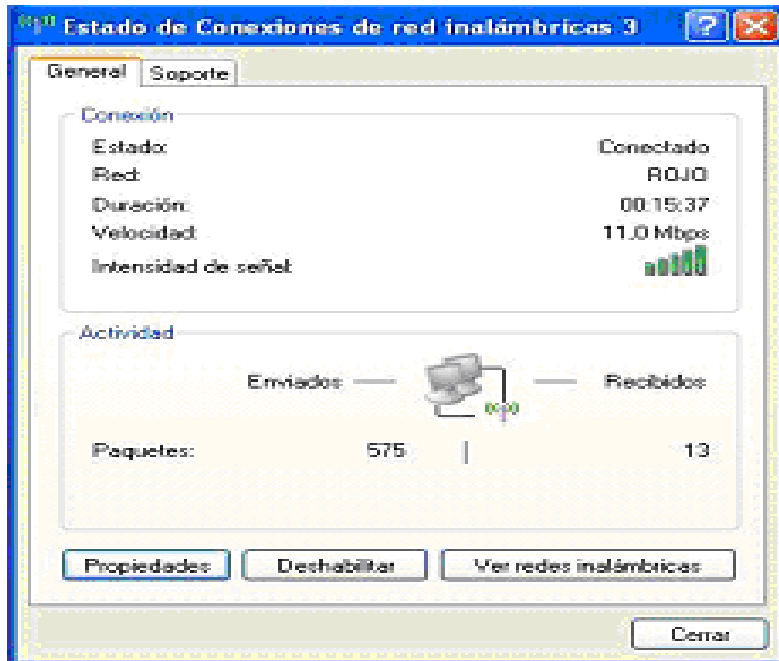 Estado de Conexiones de red inalámbricas 3
General Soporte
Conexión
Estado: Conectado
Red: ROJO
Duración: 00:15:37
Velocidad: 11,0 Mbps
Intensidad de señal:
Actividad
Enviados Recibidos
Paquetes: 575 13
Propiedades Deshabilitar Ver redes inalámbricas
Cerrar